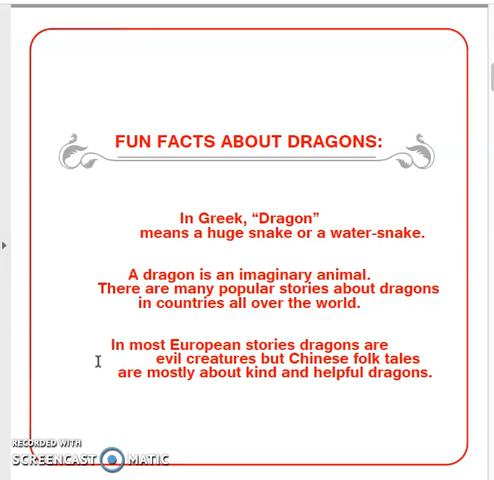 FUN FACTS ABOUT DRAGONS:
In Greek, “Dragon”
means a huge snake or a water-snake.
A dragon is an imaginary animal.
There are many popular stories about dragons
in countries all over the world.
In most European stories dragons are
evil creatures but Chinese folk tales
are mostly about kind and helpful dragons.
RECORDED WITH
SCREENCAST MATIC